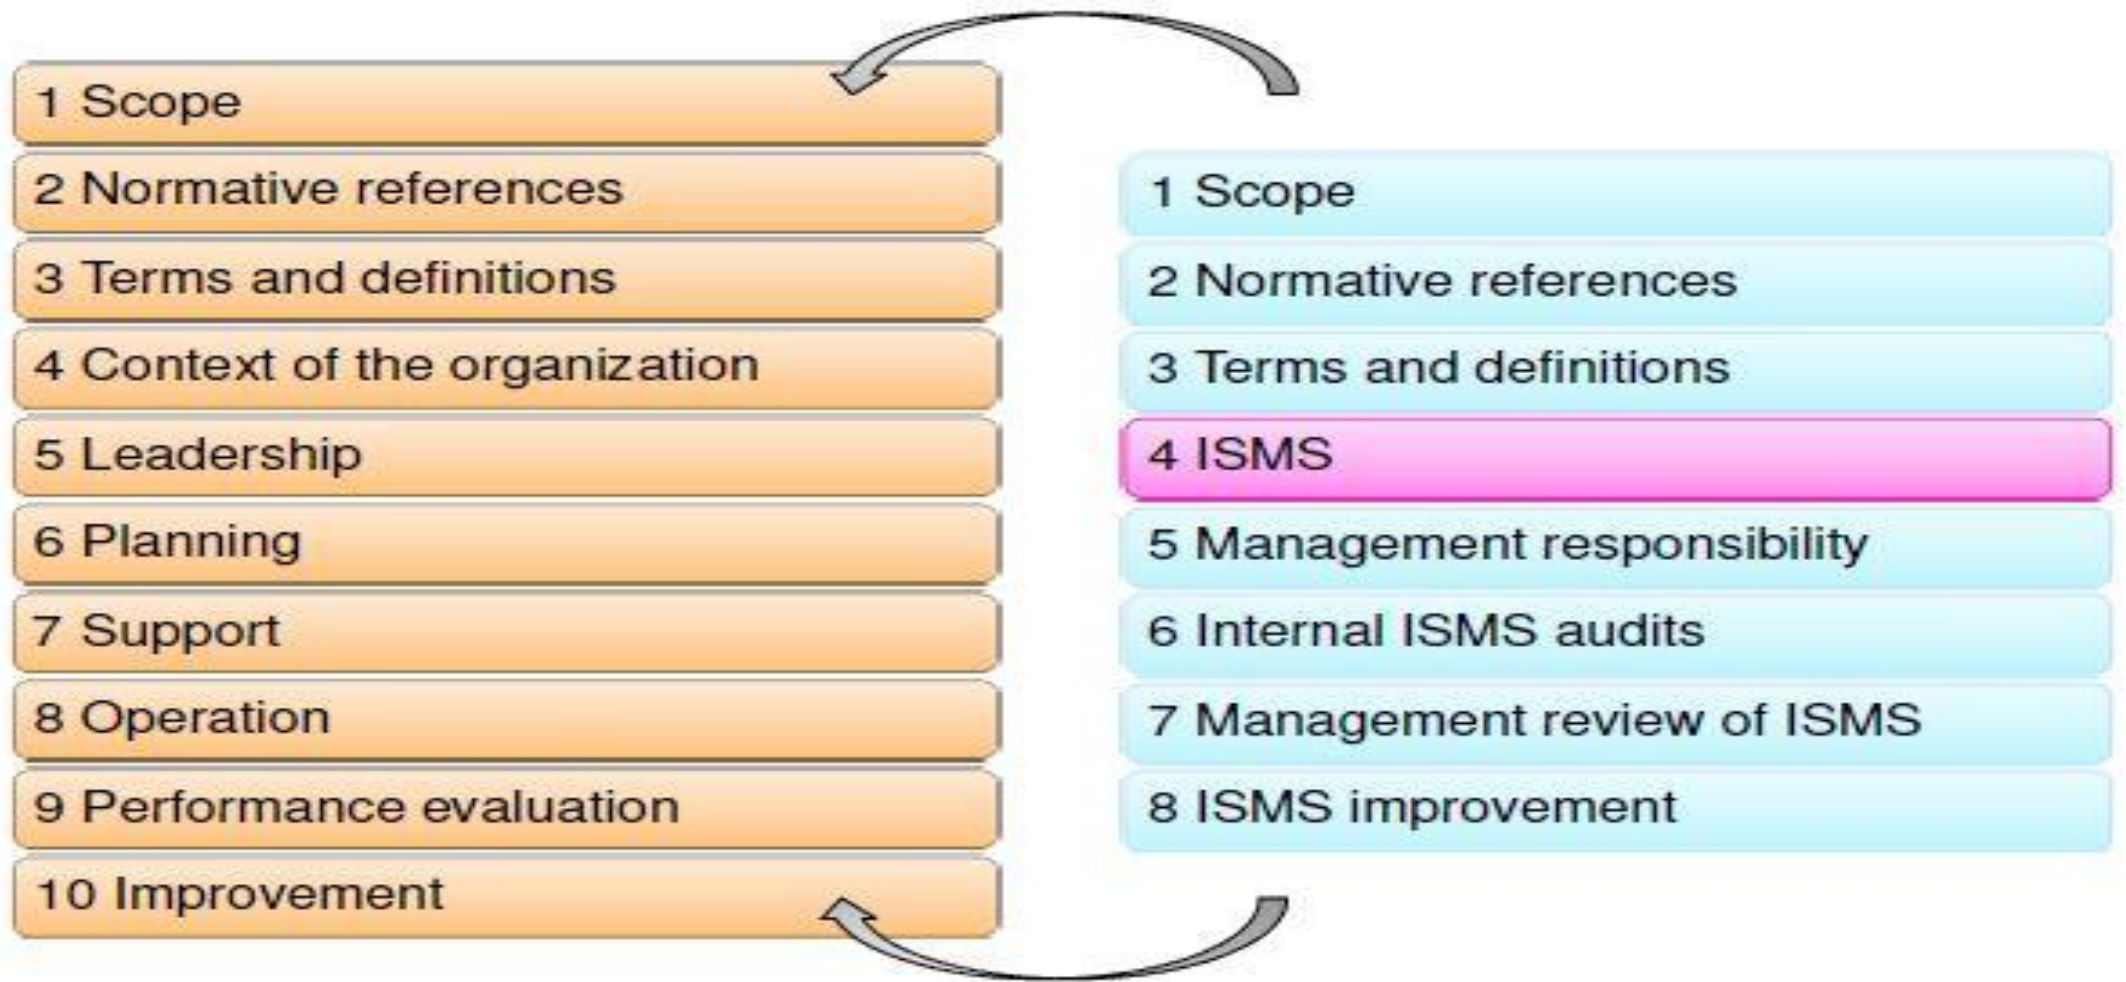 1 Scope
2 Normative references
3 Terms and definitions
4 Context of the organization
5 Leadership
6 Planning
7 Support
8 Operation
9 Performance evaluation
10 Improvement
1 Scope
2 Normative references
3 Terms and definitions
4 ISMS
5 Management responsibility
6 Internal ISMS audits
7 Management review of ISMS
8 ISMS improvement